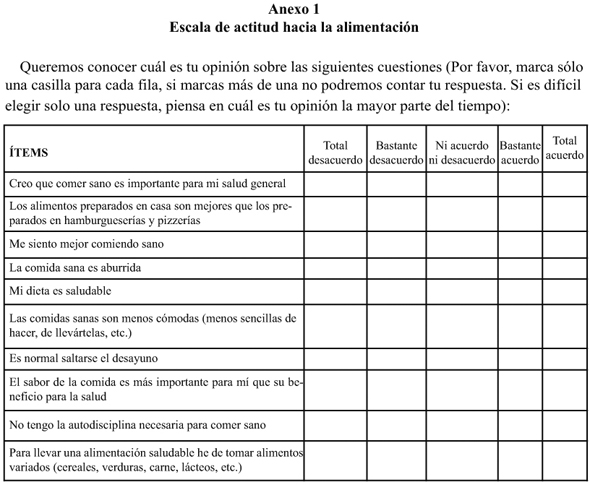 Anexo 1
Escala de actitud hacia la alimentación
Queremos conocer cuál es tu opinión sobre las siguientes cuestiones (Por favor, marca sólo
una casilla para cada fila, si marcas más de una no podremos contar tu respuesta. Si es difícil
elegir solo una respuesta, piensa en cuál es tu opinión la mayor parte del tiempo):
ÍTEMS
Total
desacuerdo
Bastante
desacuerdo
Ni acuerdo
ni desacuerdo
Bastante
acuerdo
Total
acuerdo
Creo que comer sano es importante para mi salud general
Los alimentos preparados en casa son mejores que los pre-
parados en hamburgueserías y pizzerías
Me siento mejor comiendo sano
La comida sana es aburrida
Mi dieta es saludable
Las comidas sanas son menos cómodas (menos sencillas de
hacer, de llevártelas, etc.)
Es normal saltarse el desayuno
El sabor de la comida es más importante para mí que su be-
neficio para la salud
No tengo la autodisciplina necesaria para comer sano
Para llevar una alimentación saludable he de tomar alimentos
variados (cereales, verduras, carne, lácteos, etc.)